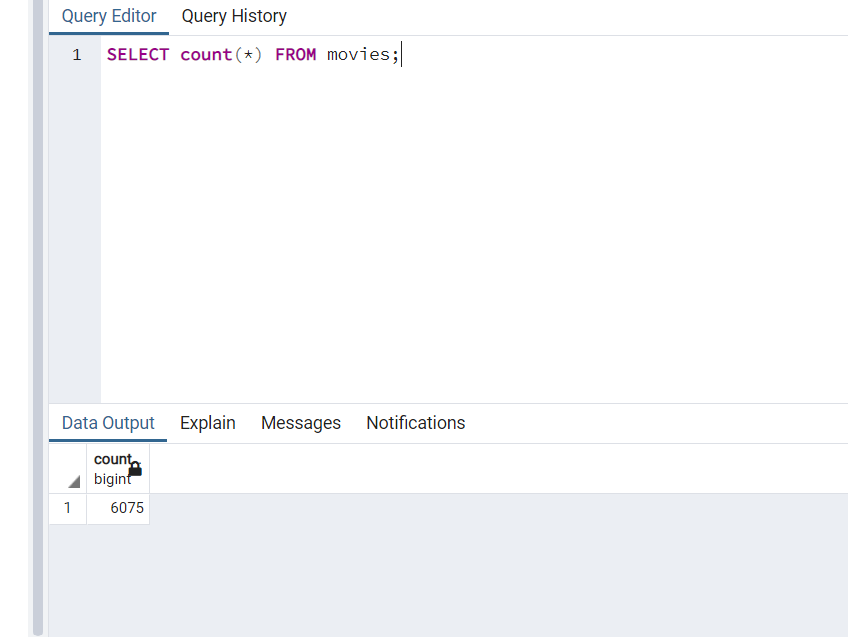 Query Editor Query History
1 SELECT count(*) FROM movies;
Data Output Explain Messages Notifications
count
bigint
1 6075